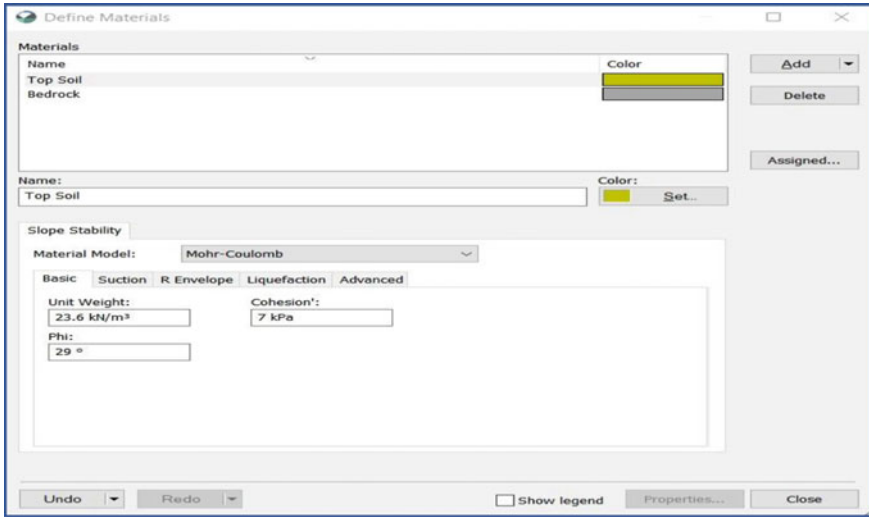 Define Materials
Materials
Name Color
Top Soil
Bedrock
Add
Delete
Assigned...
Name: Color:
Top Soil Set...
Slope Stability
Material Model: Mohr-Coulomb
Basic Suction R Envelope Liquefaction Advanced
Unit Weight: Cohesion':
23.6 kN/m³ 7 kPa
Phi:
29 °
Undo Redo Show legend Properties... Close